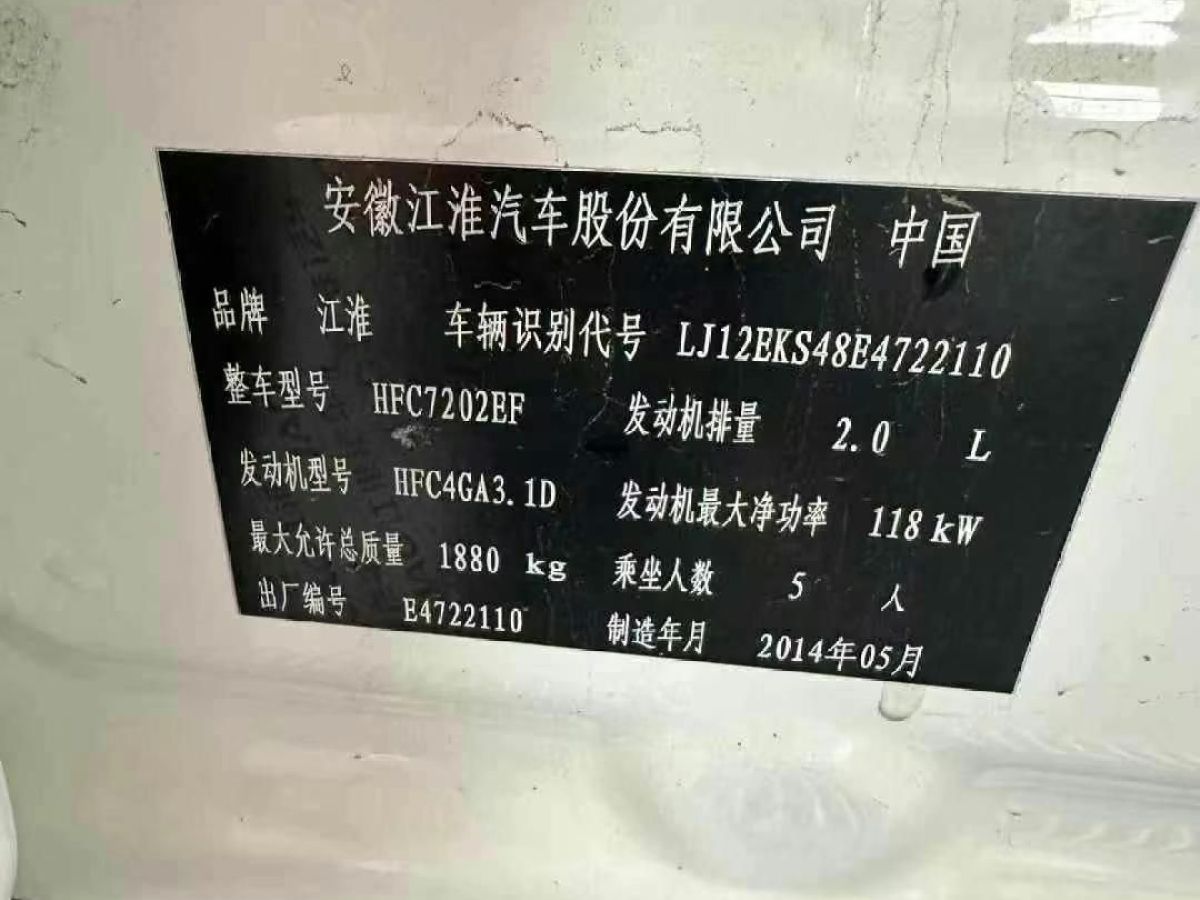 安徽江淮汽车股份有限公司 中国
品牌 江淮 车辆识别代号 LJ12EKS48E4722110
整车型号 HFC7202EF 发动机排量 2.0 L
发动机型号 HFC4GA3.1D 发动机最大净功率 118 kW
最大允许总质量 1880 kg 乘坐人数 5 人
出厂编号 E4722110 制造年月 2014年05月